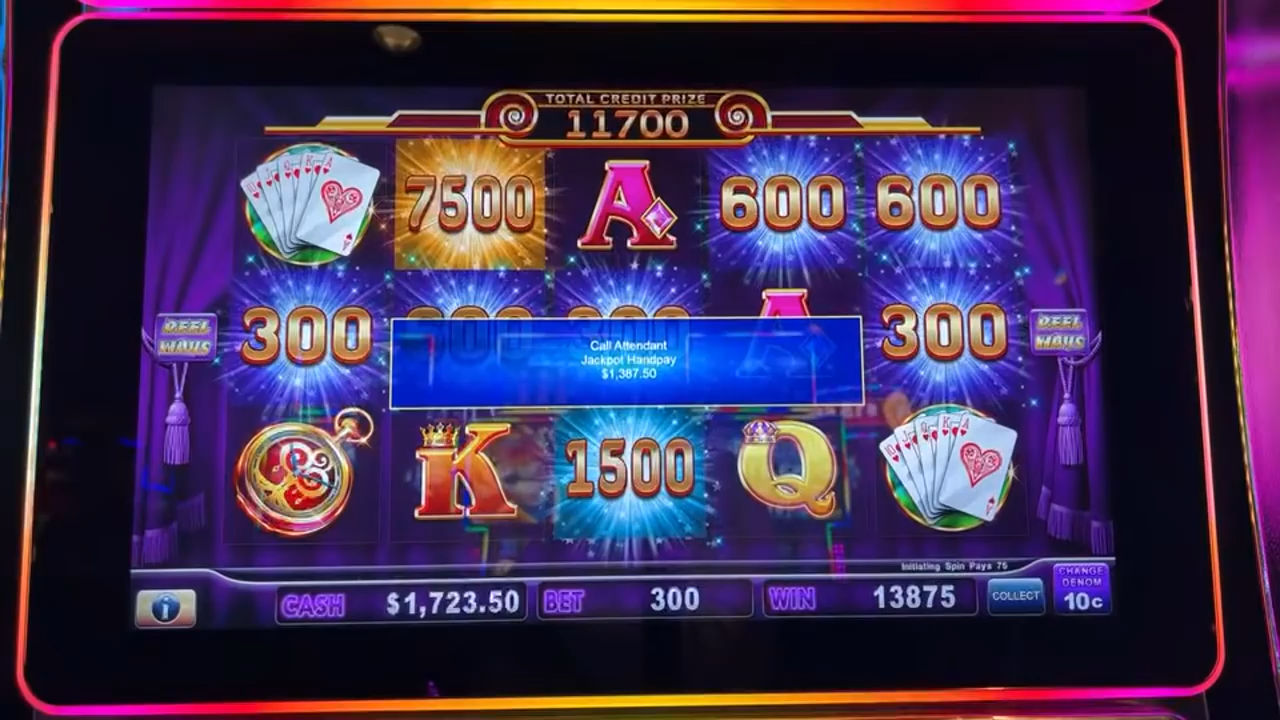 TOTAL CREDIT PRIZE
11700
7500
A
600
600
300
300
300
REEL WAYS
REEL WAYS
Call Attendant
Jackpot Handpay
$1,387.50
K
1500
Q
Initiating Spin Pays 75
CASH $1,723.50 BET 300 WIN 13875 COLLECT
CHANGE DENOM 10c